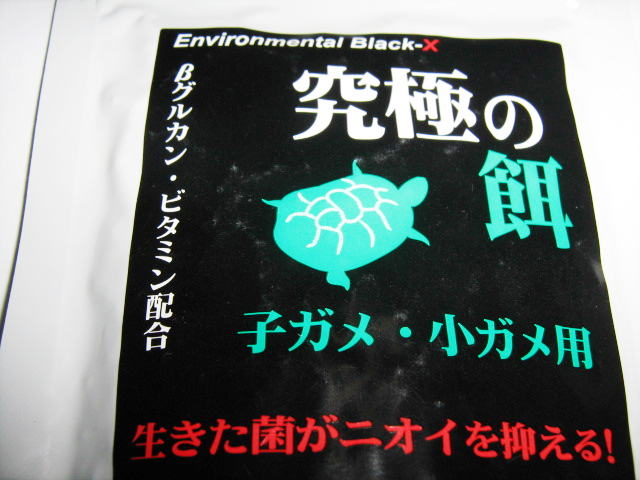 Environmental Black-X
究極の
餌
βグルカン・ビタミン配合
子ガメ・小ガメ用
生きた菌がニオイを抑える!